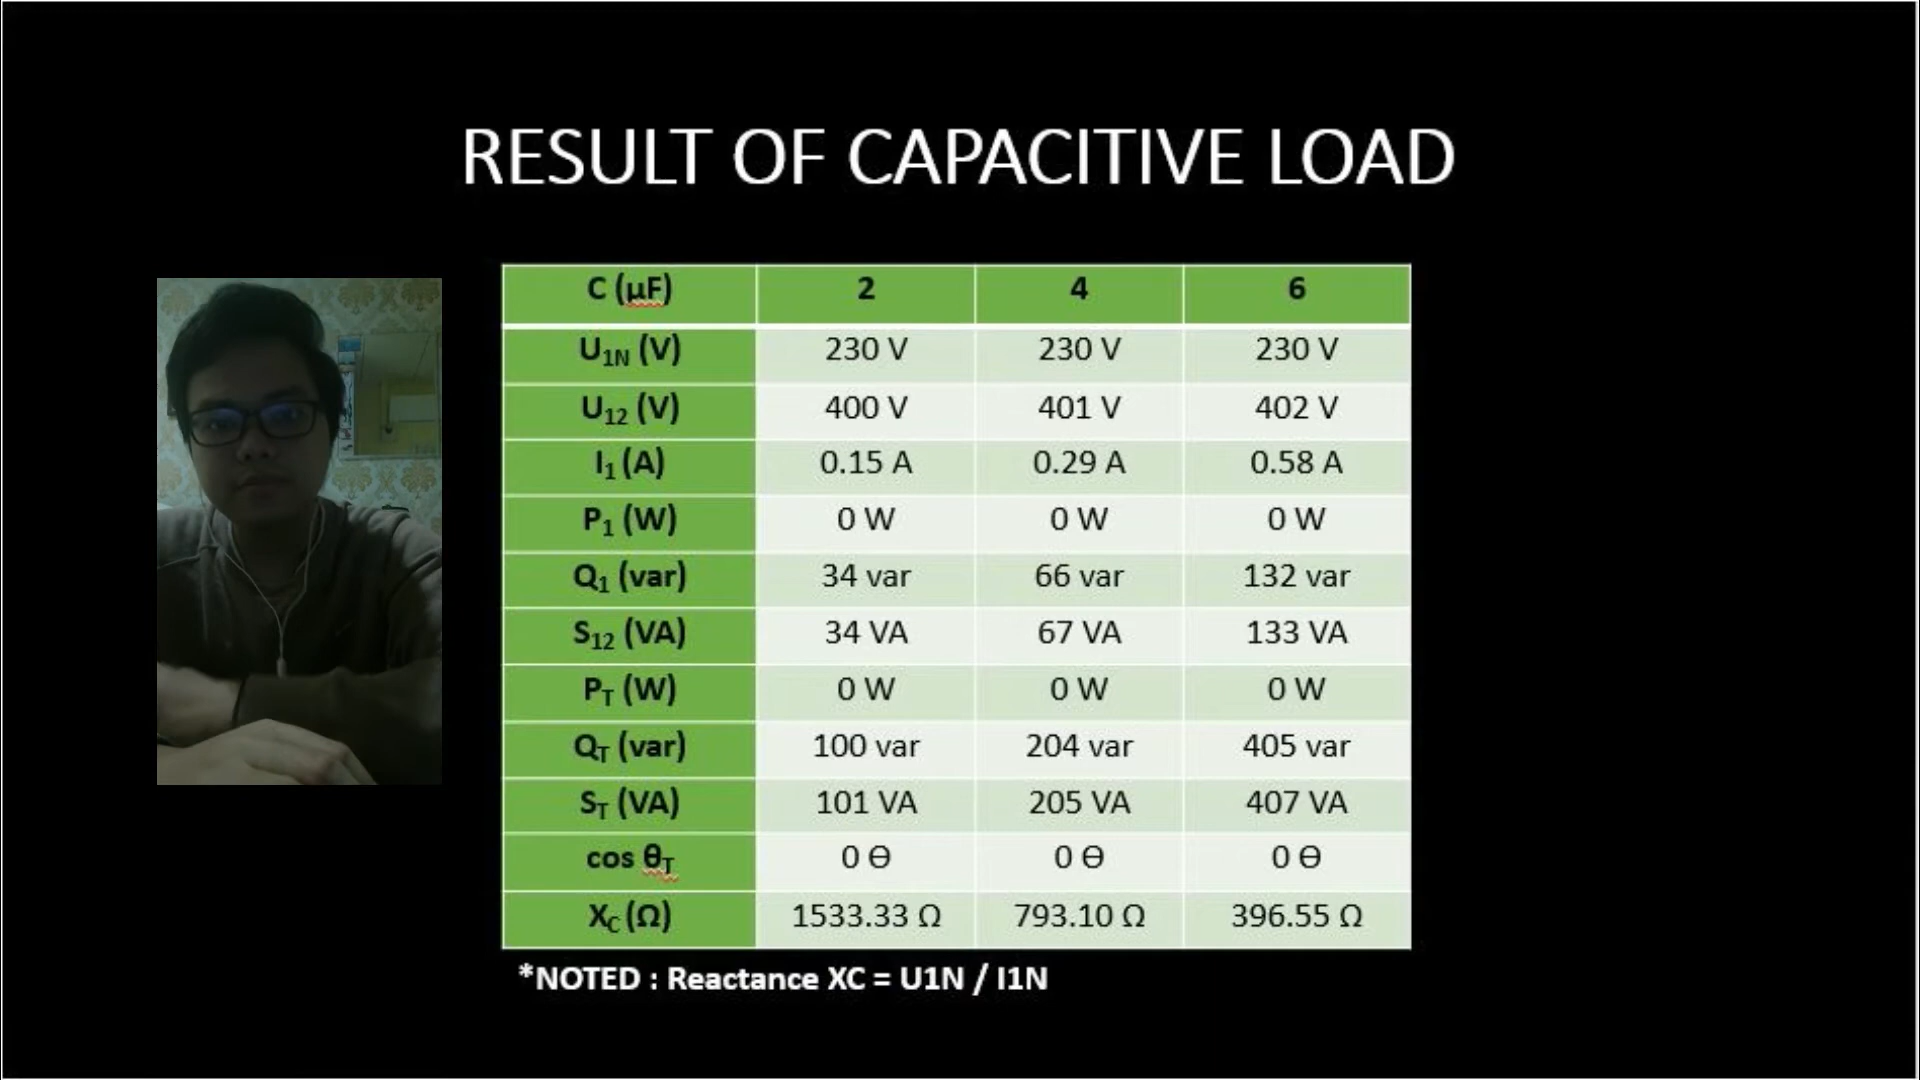 RESULT OF CAPACITIVE LOAD
C (µF) 2 4 6
U1N (V) 230 V 230 V 230 V
U12 (V) 400 V 401 V 402 V
I1 (A) 0.15 A 0.29 A 0.58 A
P1 (W) 0 W 0 W 0 W
Q1 (var) 34 var 66 var 132 var
S12 (VA) 34 VA 67 VA 133 VA
PT (W) 0 W 0 W 0 W
QT (var) 100 var 204 var 405 var
ST (VA) 101 VA 205 VA 407 VA
cos θT 0 ϴ 0 ϴ 0 ϴ
XC (Ω) 1533.33 Ω 793.10 Ω 396.55 Ω
*NOTED : Reactance XC = U1N / I1N